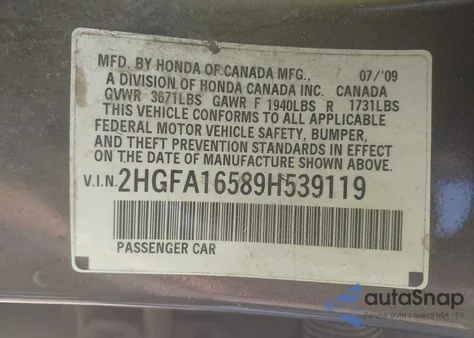 MFD. BY HONDA OF CANADA MFG., 07/'09
A DIVISION OF HONDA CANADA INC. CANADA
GVWR 3671LBS GAWR F 1940LBS R 1731LBS
THIS VEHICLE CONFORMS TO ALL APPLICABLE
FEDERAL MOTOR VEHICLE SAFETY, BUMPER,
AND THEFT PREVENTION STANDARDS IN EFFECT
ON THE DATE OF MANUFACTURE SHOWN ABOVE.
V.I.N. 2HGFA16589H539119
PASSENGER CAR
autoSnap